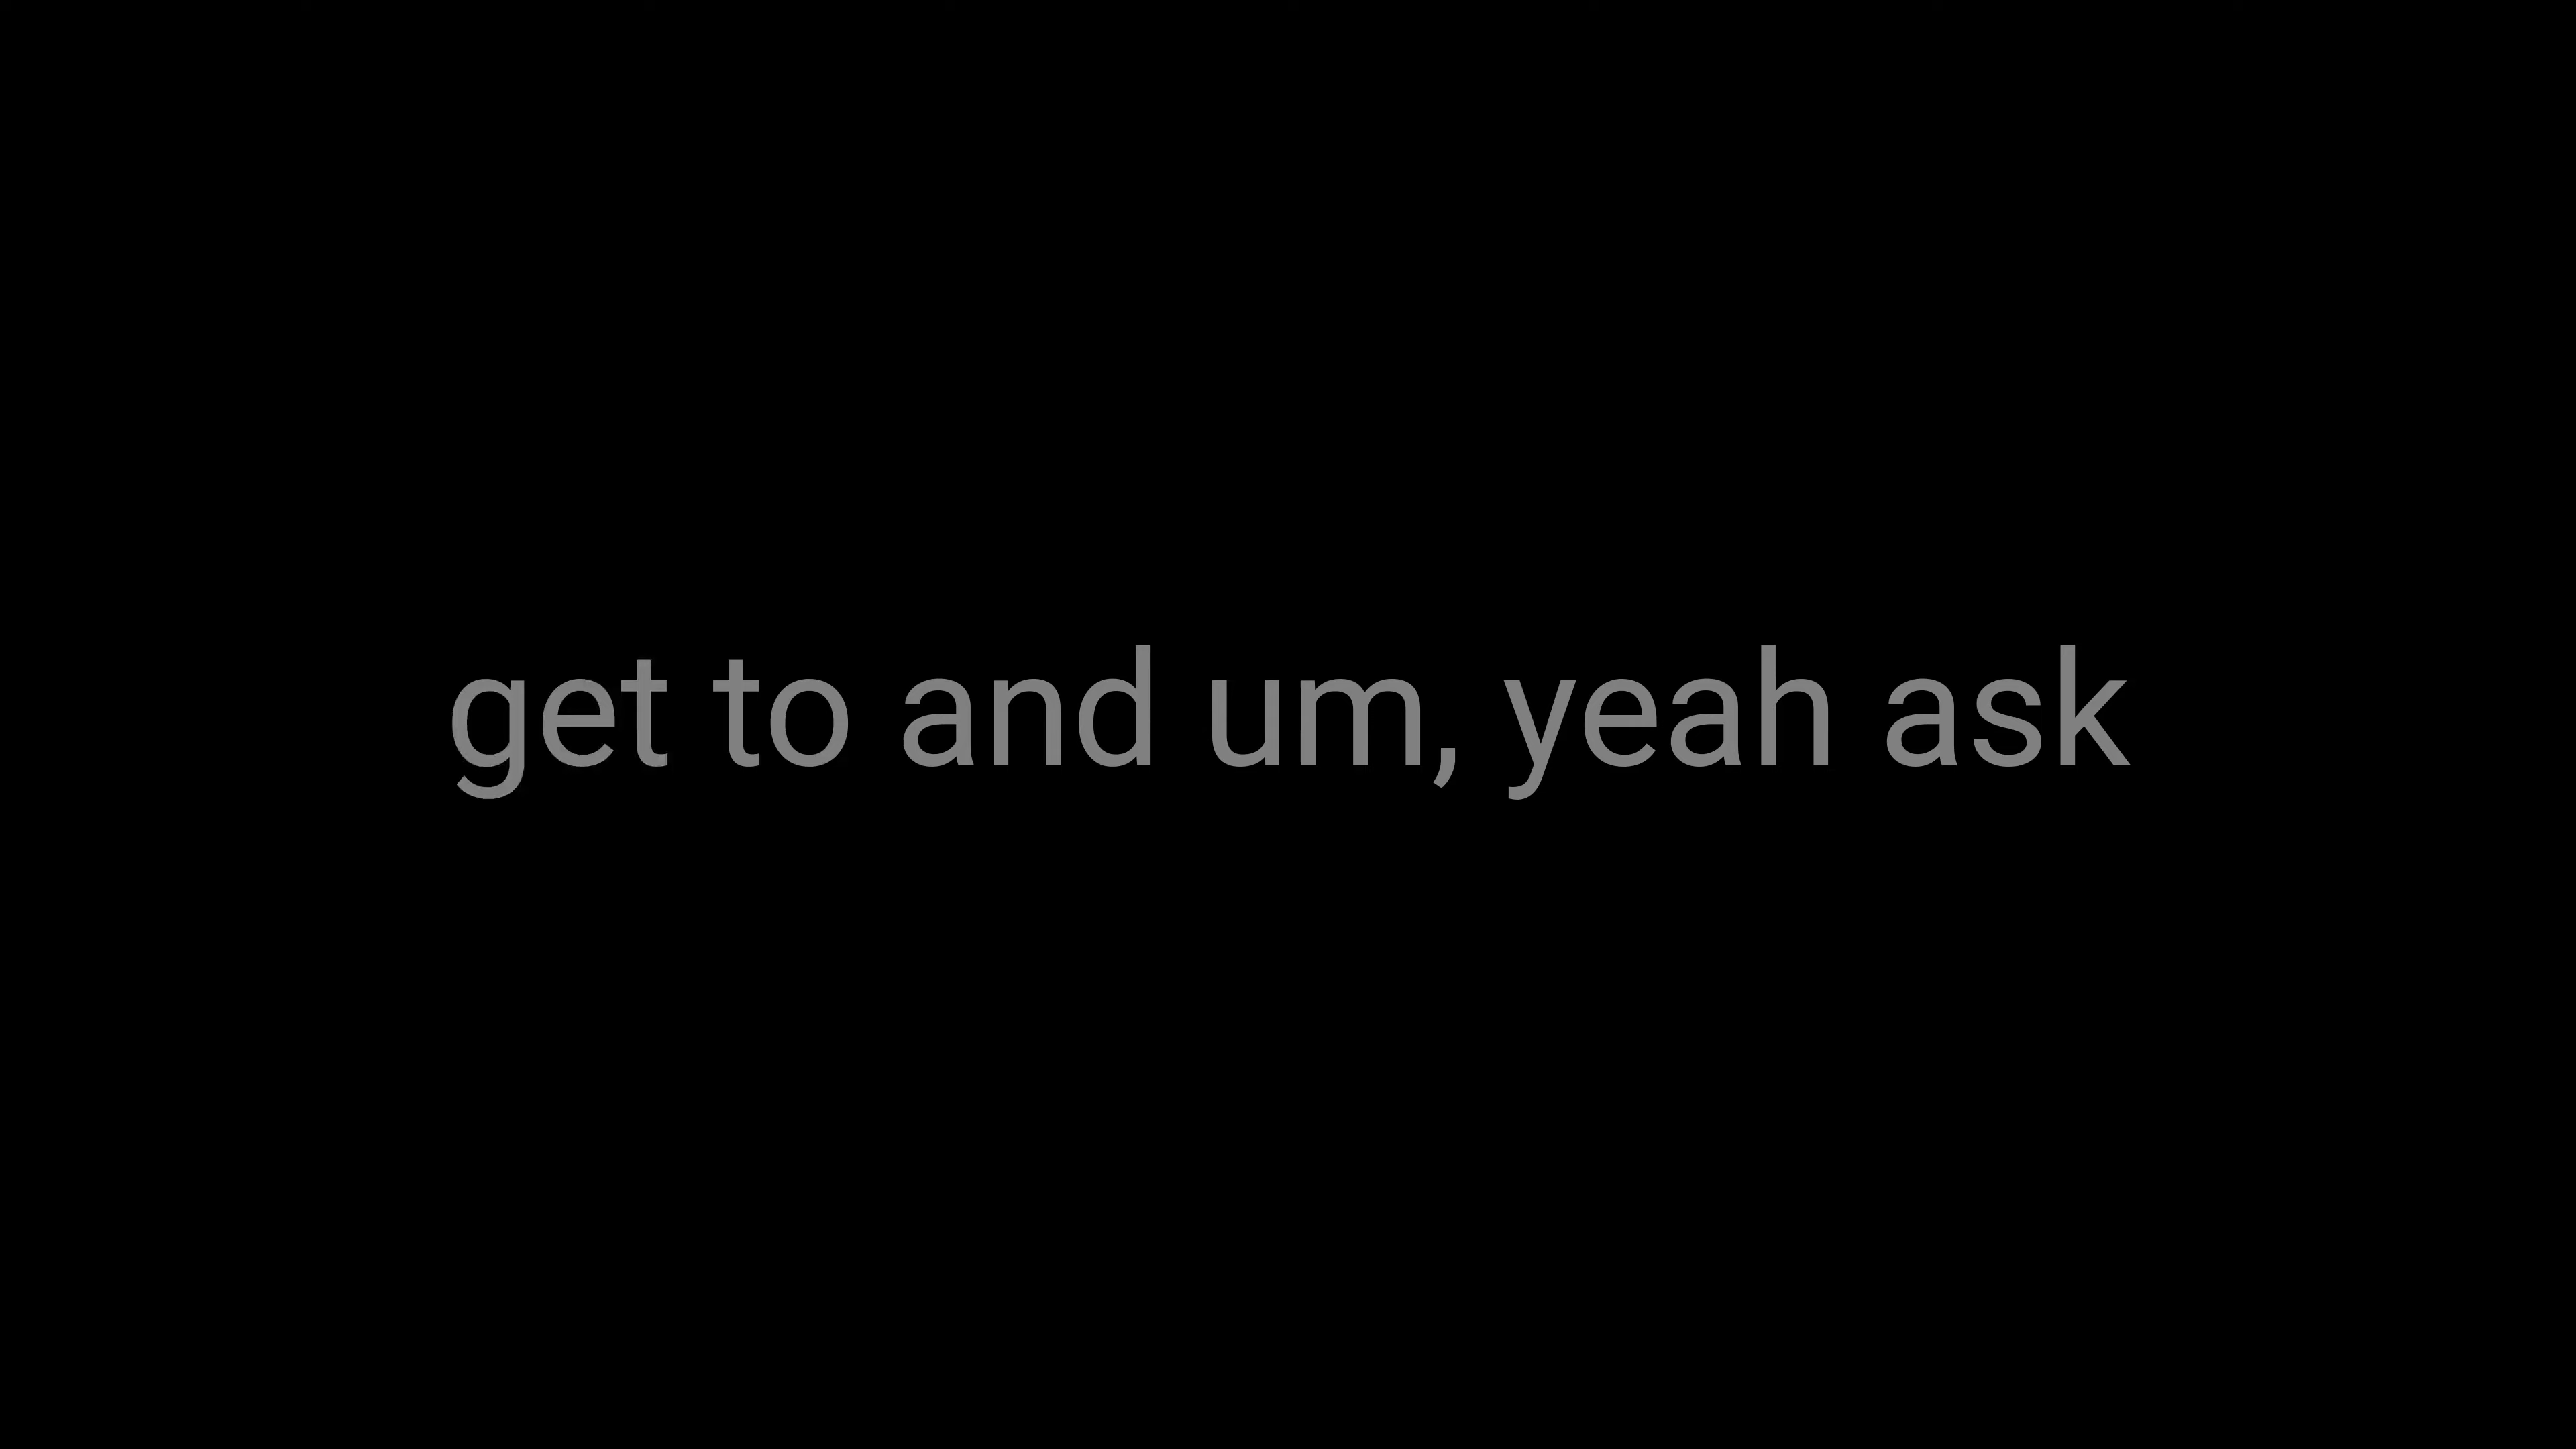 get to and um, yeah ask